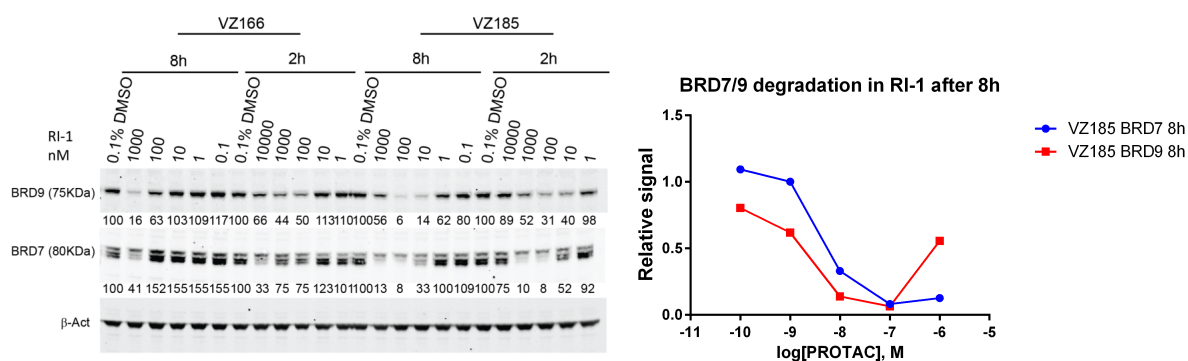 VZ166 VZ185
8h 2h 8h 2h
RI-1
nM
0.1% DMSO 1000 100 10 1 0.1 0.1% DMSO 10000 1000 100 10 1 0.1% DMSO 1000 100 10 1 0.1 0.1% DMSO 10000 1000 100 10 1
BRD9 (75KDa)
100 16 63 103 109 117 100 66 44 50 113 110 100 56 6 14 62 80 100 89 52 31 40 98
BRD7 (80KDa)
100 41 152 155 155 155 100 33 75 75 123 101 100 13 8 33 100 109 100 75 10 8 52 92
β-Act
BRD7/9 degradation in RI-1 after 8h
Relative signal
1.5
1.0
0.5
0.0
-11 -10 -9 -8 -7 -6 -5
log[PROTAC], M
VZ185 BRD7 8h
VZ185 BRD9 8h